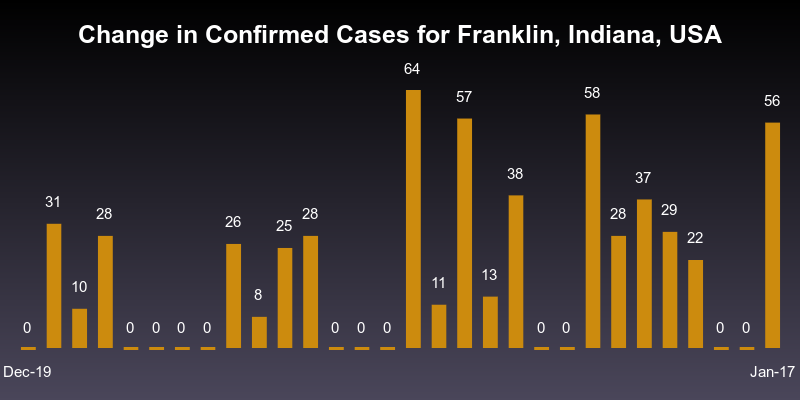 Change in Confirmed Cases for Franklin, Indiana, USA
0 31 10 28 0 0 0 0 26 8 25 28 0 0 0 64 11 57 13 38 0 0 58 28 37 29 22 0 0 56
Dec-19 Jan-17